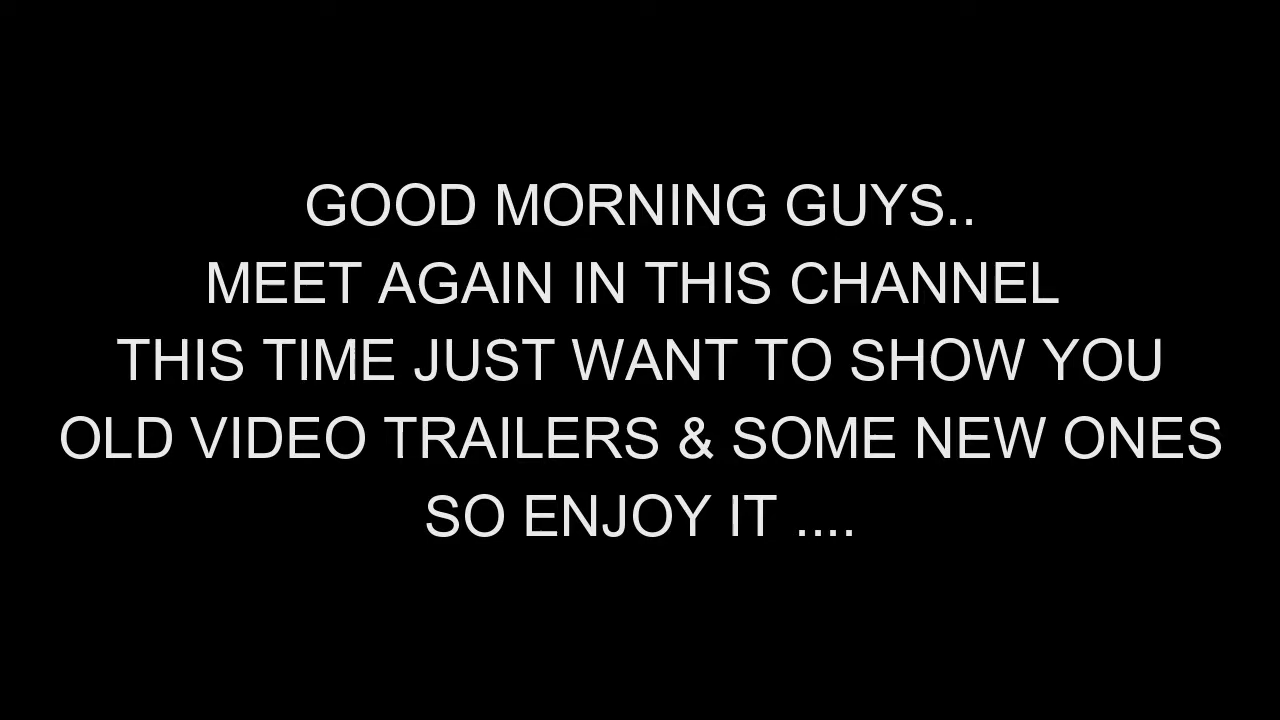 GOOD MORNING GUYS..
MEET AGAIN IN THIS CHANNEL
THIS TIME JUST WANT TO SHOW YOU
OLD VIDEO TRAILERS & SOME NEW ONES
SO ENJOY IT ....